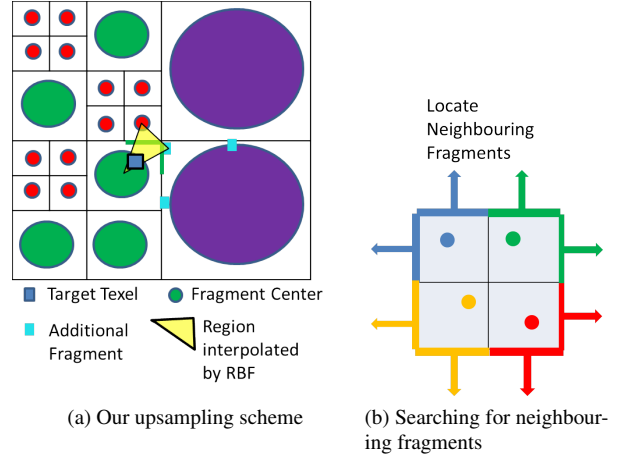 Locate
Neighbouring
Fragments
Target Texel
Fragment Center
Additional
Fragment
Region
interpolated
by RBF
(a) Our upsampling scheme
(b) Searching for neighbour-
ing fragments